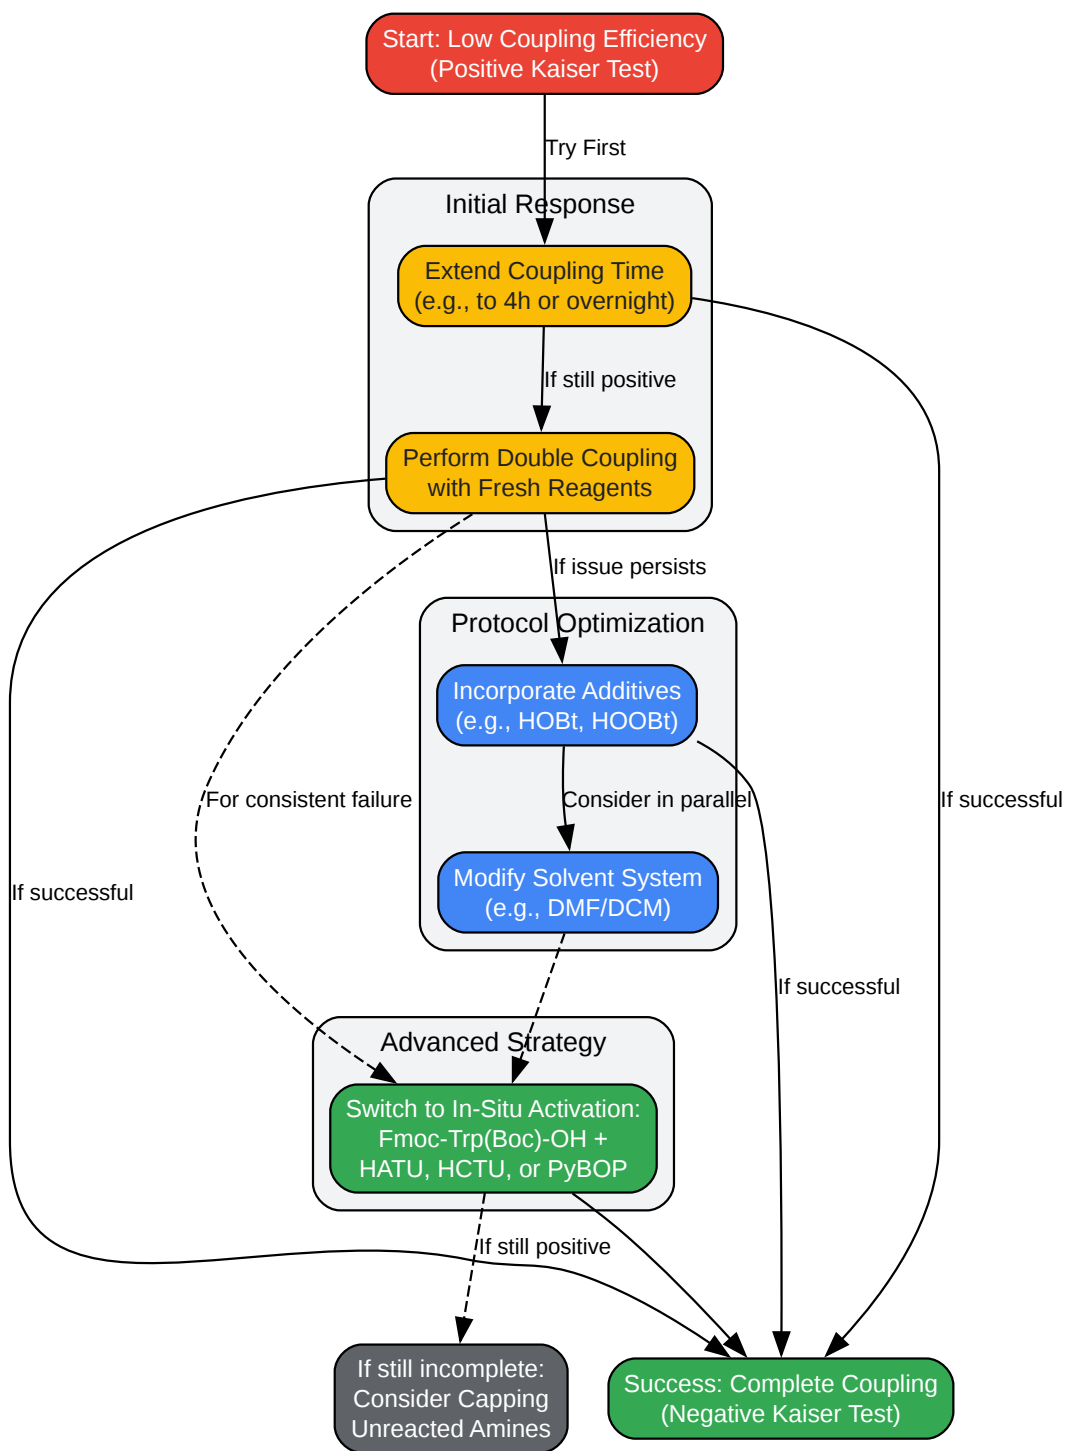 Start: Low Coupling Efficiency
(Positive Kaiser Test)
Try First
Initial Response
Extend Coupling Time
(e.g., to 4h or overnight)
If still positive
Perform Double Coupling
with Fresh Reagents
If issue persists
Protocol Optimization
Incorporate Additives
(e.g., HOBt, HOOBt)
For consistent failure
Consider in parallel
If successful
Modify Solvent System
(e.g., DMF/DCM)
If successful
If successful
Advanced Strategy
Switch to In-Situ Activation:
Fmoc-Trp(Boc)-OH +
HATU, HCTU, or PyBOP
If still positive
If still incomplete:
Consider Capping
Unreacted Amines
Success: Complete Coupling
(Negative Kaiser Test)